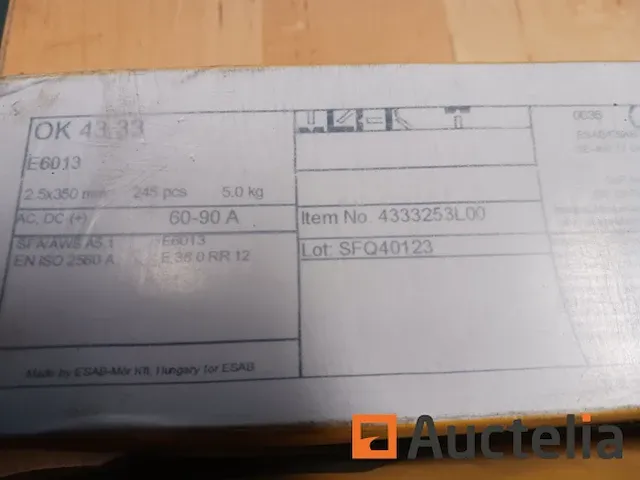 OK 43.33
E6013
2.5x350 mm 245 pcs 5.0 kg
AC, DC (+) 60-90 A
SFA/AWS A5.1 E6013
EN ISO 2560 A E 38 0 RR 12
Made by ESAB-Mór Kft, Hungary for ESAB
Item No. 4333253L00
Lot: SFQ40123
0036
Auctelia